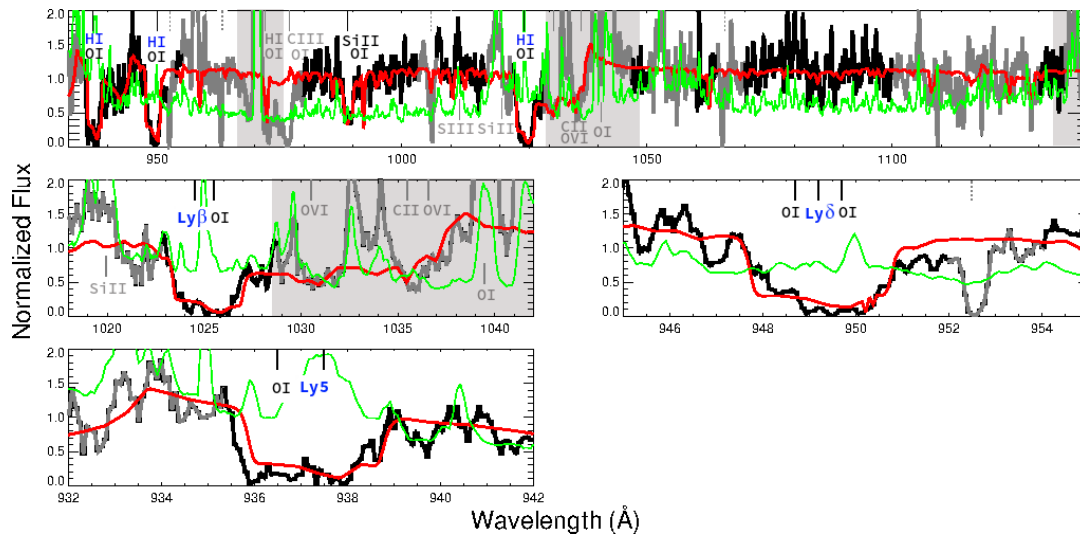 2.0
1.5
1.0
0.5
0.0
HI
OI
HI
OI
HI
OI
CIII
OI
SiII
OI
HI
OI
SIII
SiII
CII
OVI
OI
950
1000
1050
1100
Normalized Flux
2.0
1.5
1.0
0.5
0.0
Lyβ
OI
OVI
CII
OVI
SiII
OI
1020
1025
1030
1035
1040
2.0
1.5
1.0
0.5
0.0
OI
Lyδ
OI
946
948
950
952
954
2.0
1.5
1.0
0.5
0.0
OI
Ly5
932
934
936
938
940
942
Wavelength (Å)